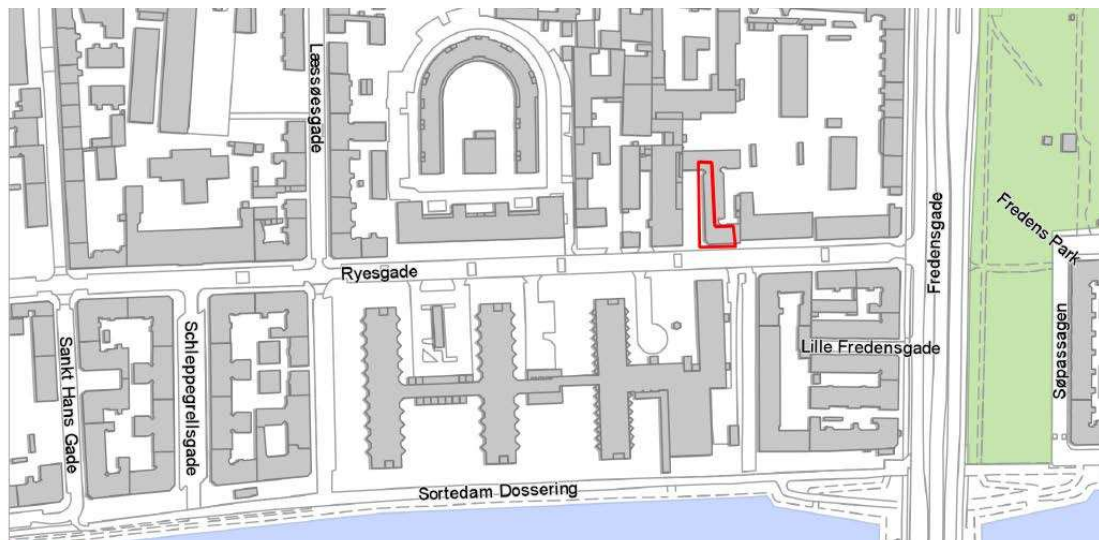 Læssøesgade
Ryesgade
Fredensgade
Fredens Park
Sankt Hans Gade
Schleppegrellsgade
Lille Fredensgade
Søpassagen
Sortedam Dossering